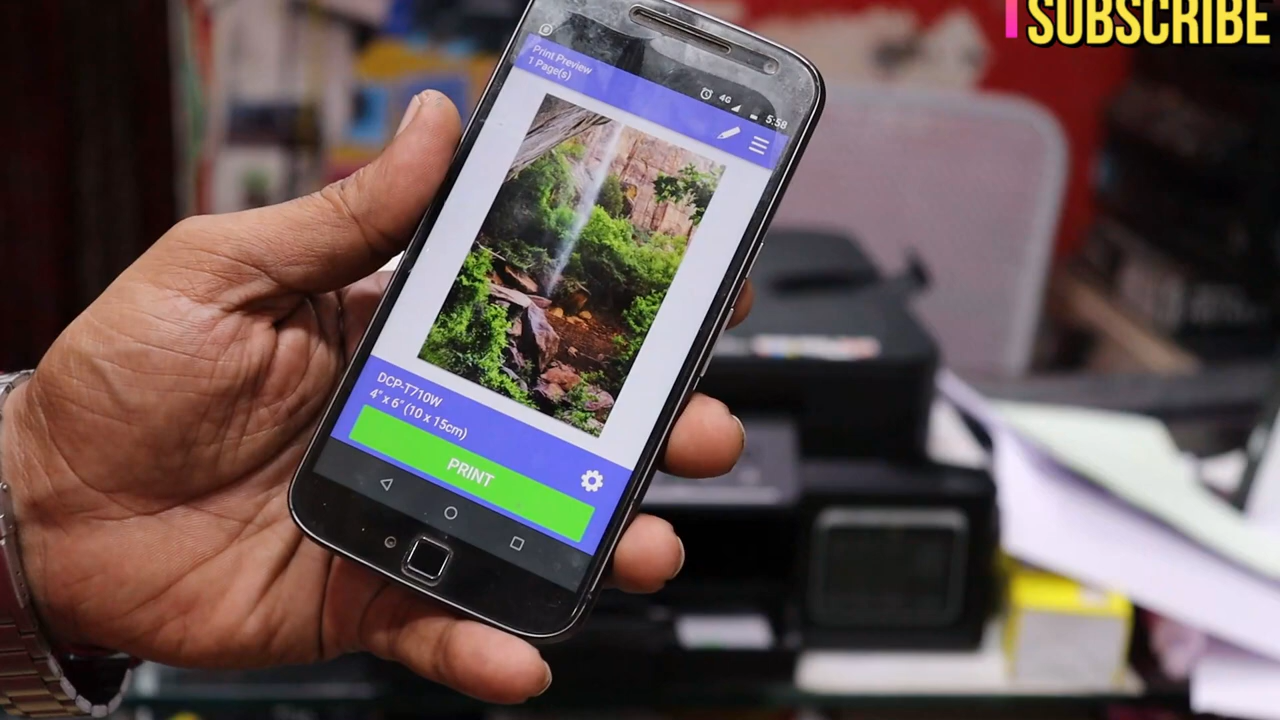 SUBSCRIBE
Print Preview
1 Page(s)
4G
5:58
DCP-T710W
4" x 6" (10 x 15cm)
PRINT